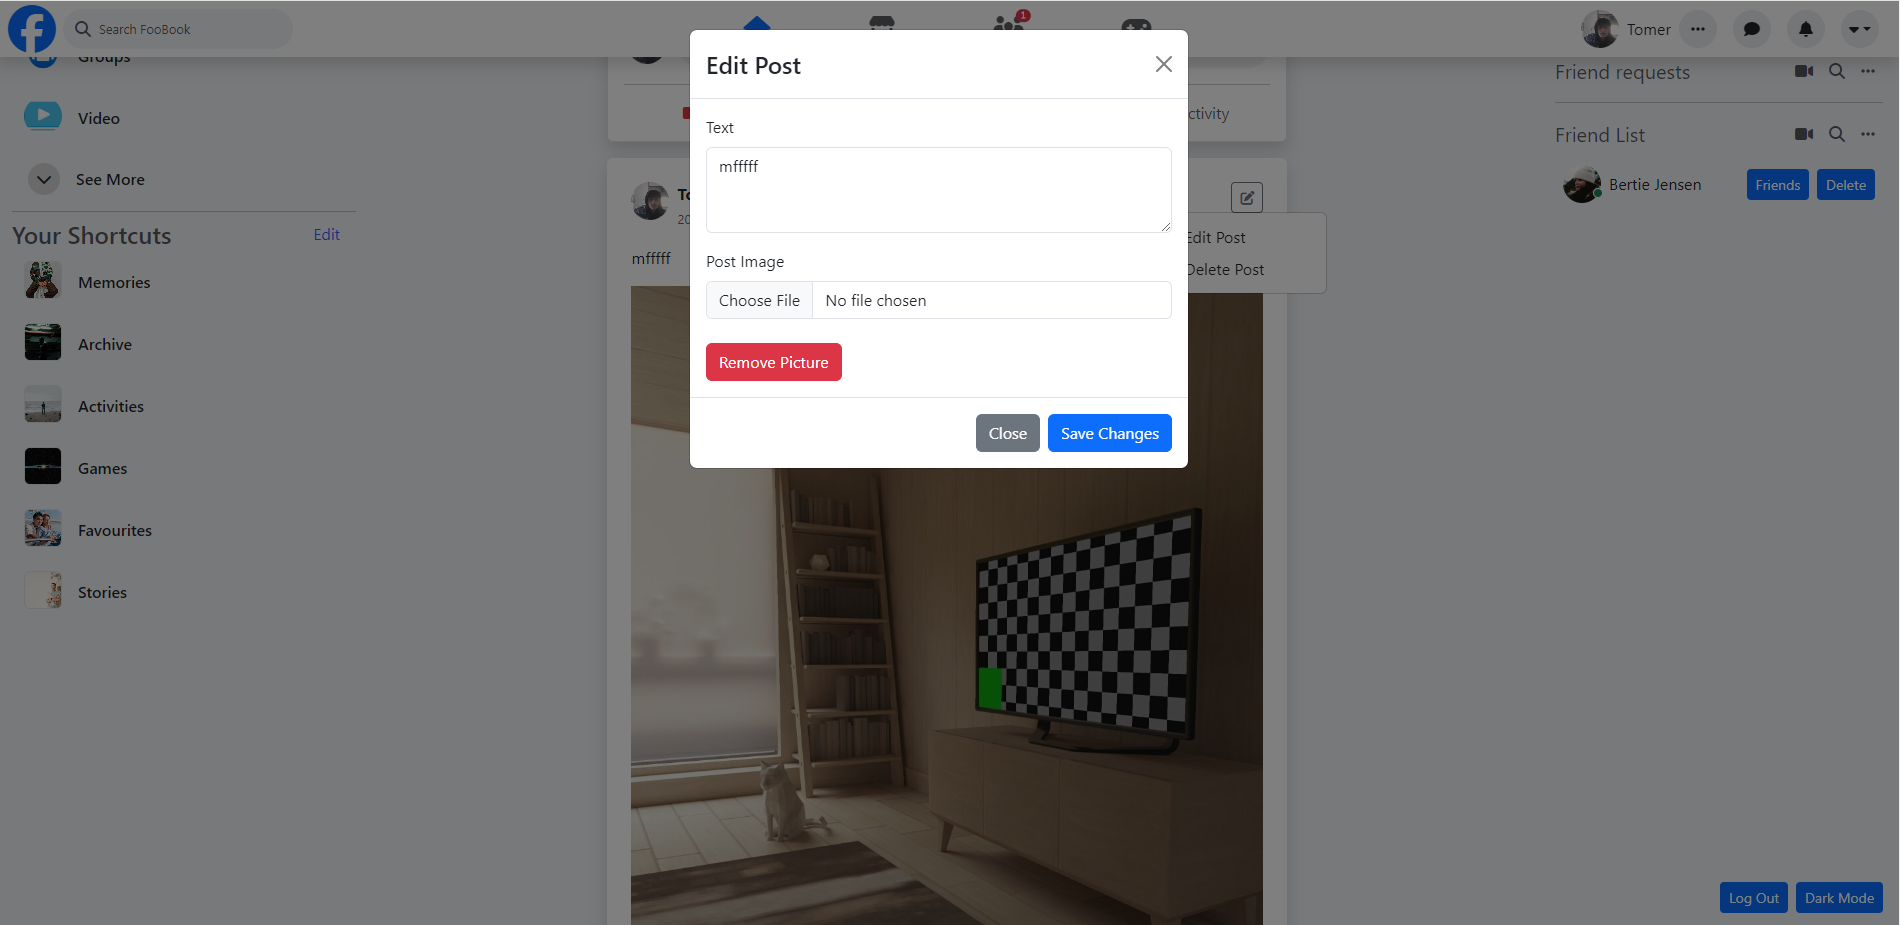 Search FooBook
1
Tomer
Groups
Video
See More
Your Shortcuts
Edit
Memories
Archive
Activities
Games
Favourites
Stories
ctivity
To
20
mfffff
Edit Post
Delete Post
Edit Post
Text
mfffff
Post Image
Choose File
No file chosen
Remove Picture
Close
Save Changes
Friend requests
Friend List
Bertie Jensen
Friends
Delete
Log Out
Dark Mode